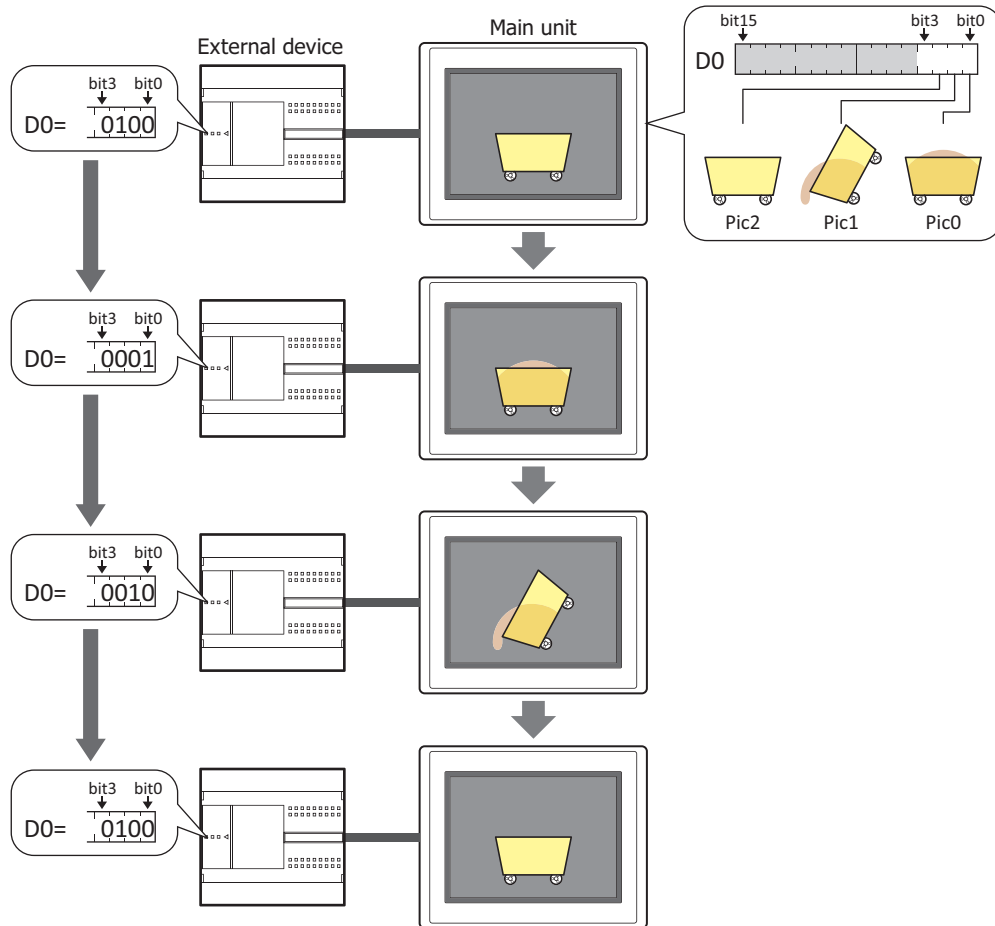 External device
Main unit
bit15
bit3
bit0
D0
Pic2
Pic1
Pic0
bit3
bit0
D0=
0100
bit3
bit0
D0=
0001
bit3
bit0
D0=
0010
bit3
bit0
D0=
0100